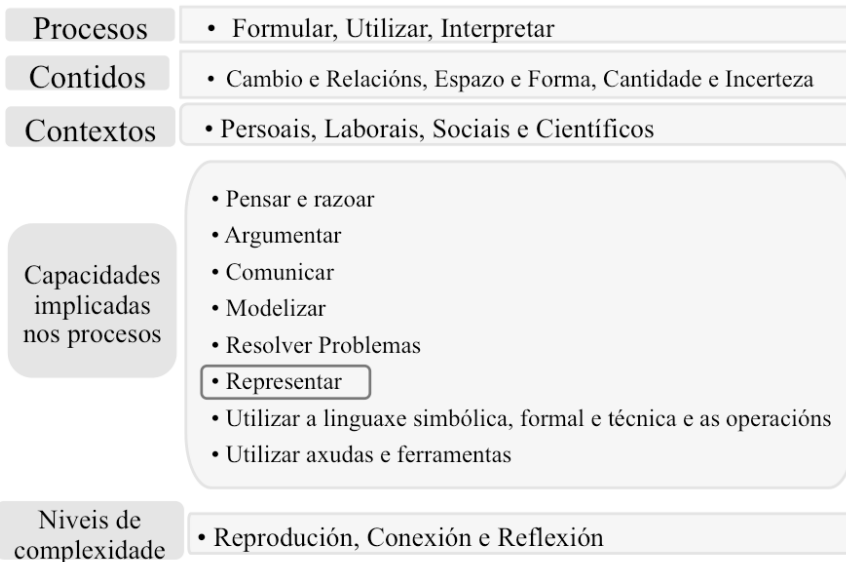 Procesos
• Formular, Utilizar, Interpretar
Contidos
• Cambio e Relacións, Espazo e Forma, Cantidade e Incerteza
Contextos
• Persoais, Laborais, Sociais e Científicos
Capacidades
implicadas
nos procesos
• Pensar e razoar
• Argumentar
• Comunicar
• Modelizar
• Resolver Problemas
• Representar
• Utilizar a linguaxe simbólica, formal e técnica e as operacións
• Utilizar axudas e ferramentas
Niveis de
complexidade
• Reprodución, Conexión e Reflexión